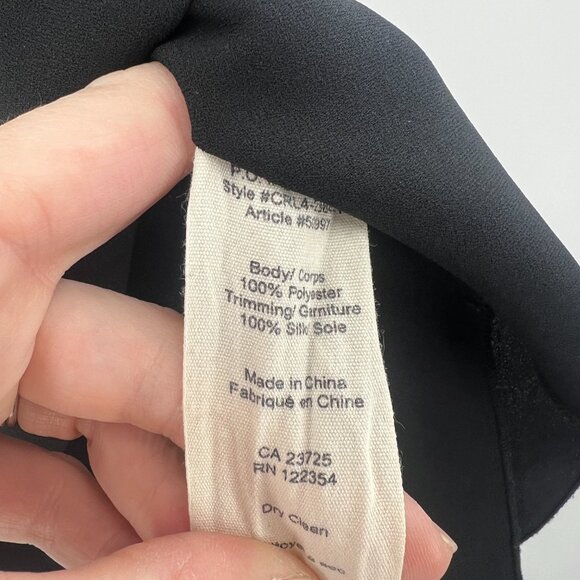 Style #CRL4-
Article #5997
Body/ Corps
100% Polyester
Trimming/ Garniture
100% Silk Soie
Made in China
Fabriqué en Chine
CA 23725
RN 122354
Dry Clean